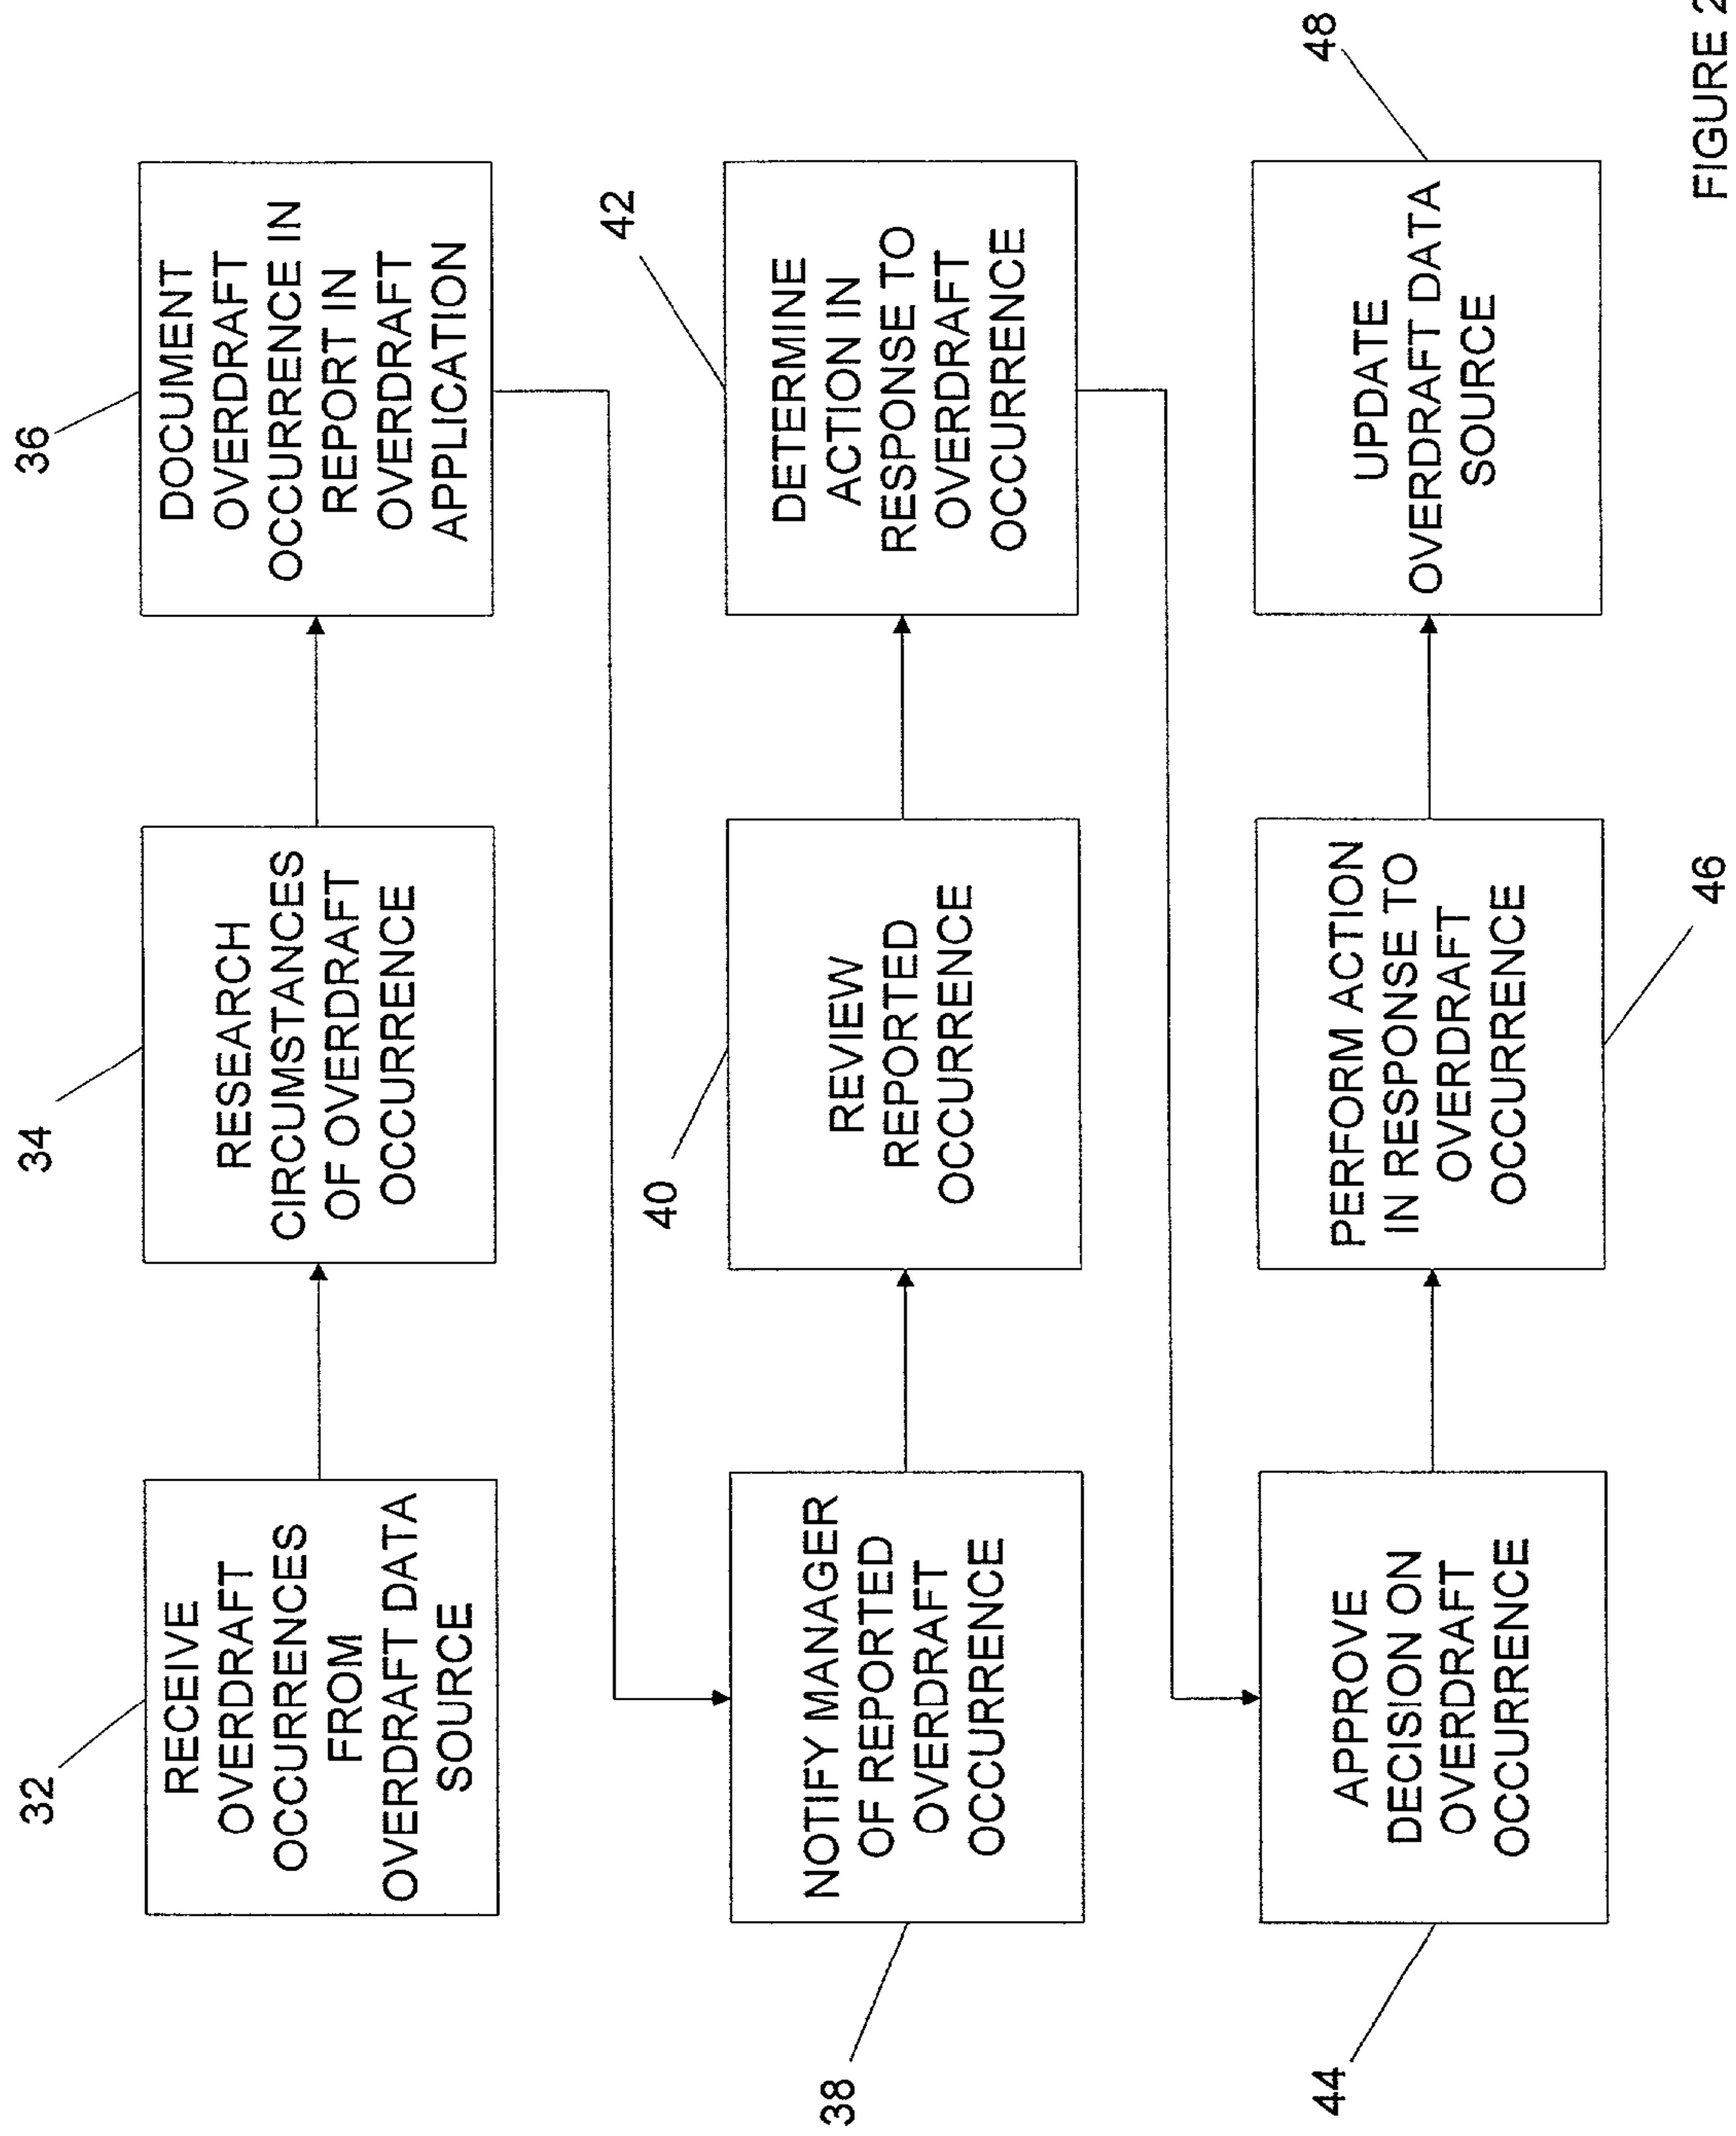 32
RECEIVE
OVERDRAFT
OCCURRENCES
FROM
OVERDRAFT DATA
SOURCE
34
RESEARCH
CIRCUMSTANCES
OF OVERDRAFT
OCCURRENCE
36
DOCUMENT
OVERDRAFT
OCCURRENCE IN
REPORT IN
OVERDRAFT
APPLICATION
38
NOTIFY MANAGER
OF REPORTED
OVERDRAFT
OCCURRENCE
40
REVIEW
REPORTED
OCCURRENCE
42
DETERMINE
ACTION IN
RESPONSE TO
OVERDRAFT
OCCURRENCE
44
APPROVE
DECISION ON
OVERDRAFT
OCCURRENCE
46
PERFORM ACTION
IN RESPONSE TO
OVERDRAFT
OCCURRENCE
48
UPDATE
OVERDRAFT DATA
SOURCE
FIGURE 2